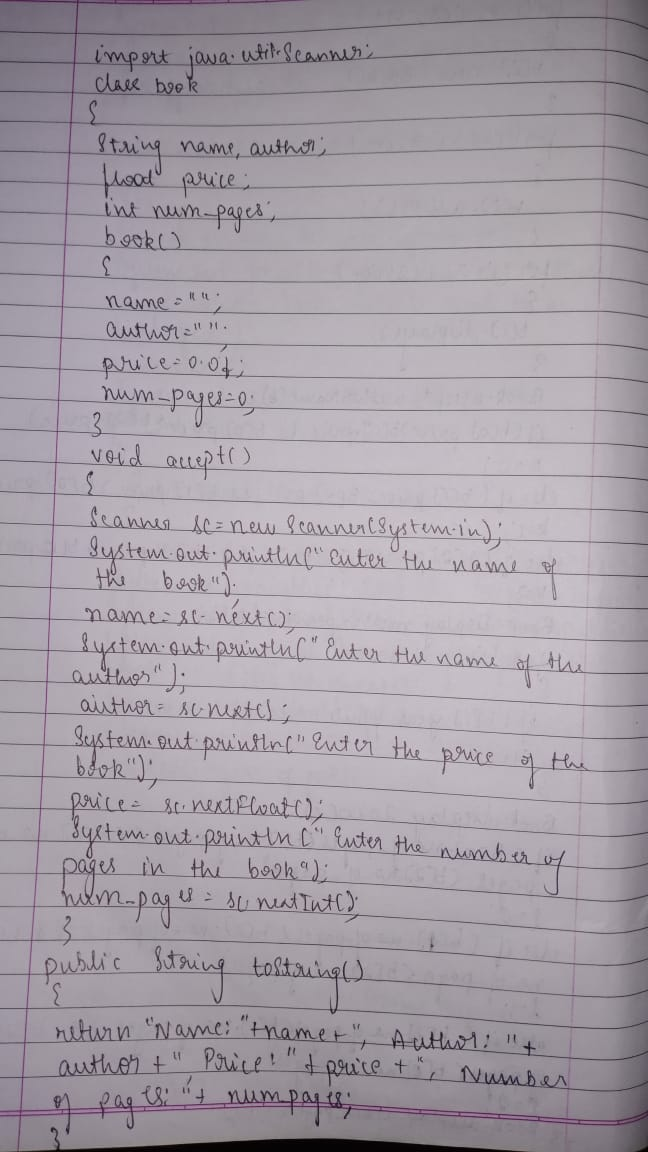 import java.util.Scanner;
class book
{
String name, author;
float price;
int num_pages;
book()
{
name="";
author="";
price=0.0f;
num_pages=0;
}
void accept()
{
Scanner sc=new Scanner(System.in);
System.out.println("Enter the name of
the book");
name=sc.next();
System.out.println("Enter the name of the
author");
author=sc.next();
System.out.println("Enter the price of the
book");
price= sc.nextFloat();
System.out.println("Enter the number of
pages in the book");
num_pages = sc.nextInt();
}
public String toString()
{
return "Name:"+name+", Author: "+
author+" Price: "+price+", Number
of pages: "+ numpages;
}